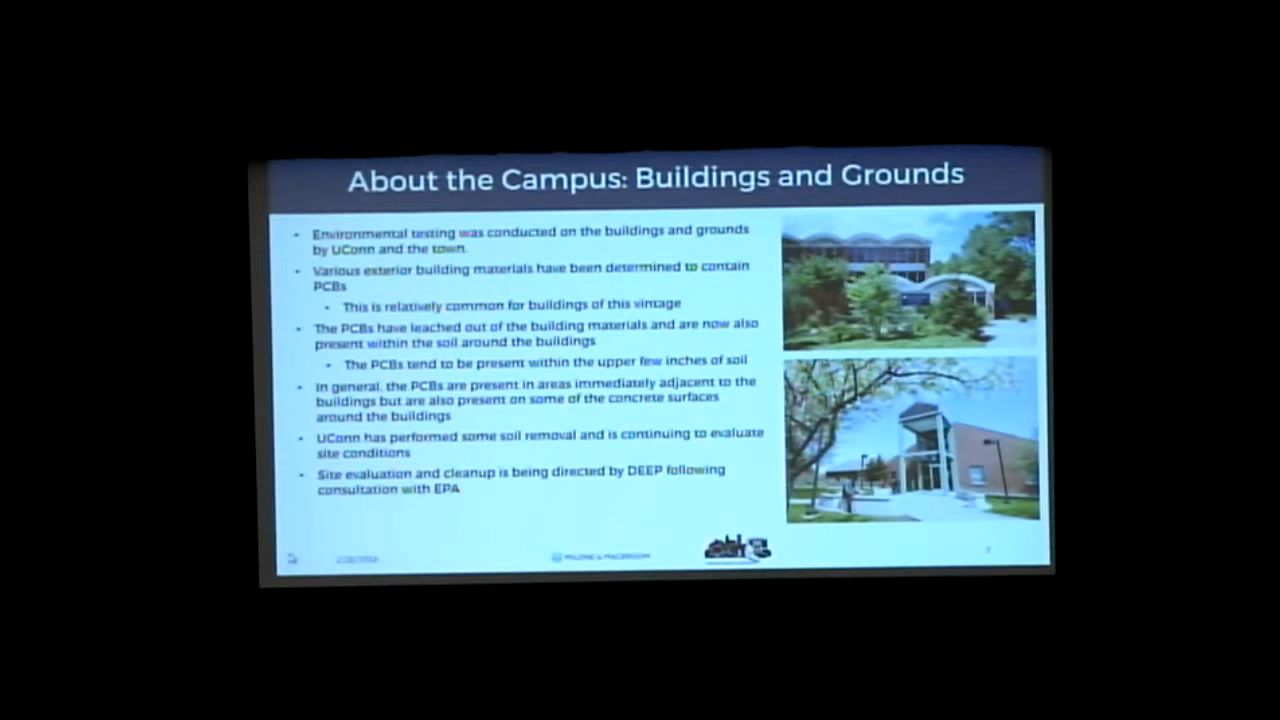 About the Campus: Buildings and Grounds
• Environmental testing was conducted on the buildings and grounds
by UConn and the town.
• Various exterior building materials have been determined to contain
PCBs
• This is relatively common for buildings of this vintage
• The PCBs have leached out of the building materials and are now also
present within the soil around the buildings
• The PCBs tend to be present within the upper few inches of soil
• In general, the PCBs are present in areas immediately adjacent to the
buildings but are also present on some of the concrete surfaces
around the buildings
• UConn has performed some soil removal and is continuing to evaluate
site conditions
• Site evaluation and cleanup is being directed by DEEP following
consultation with EPA
MILONE & MACBROOM
7